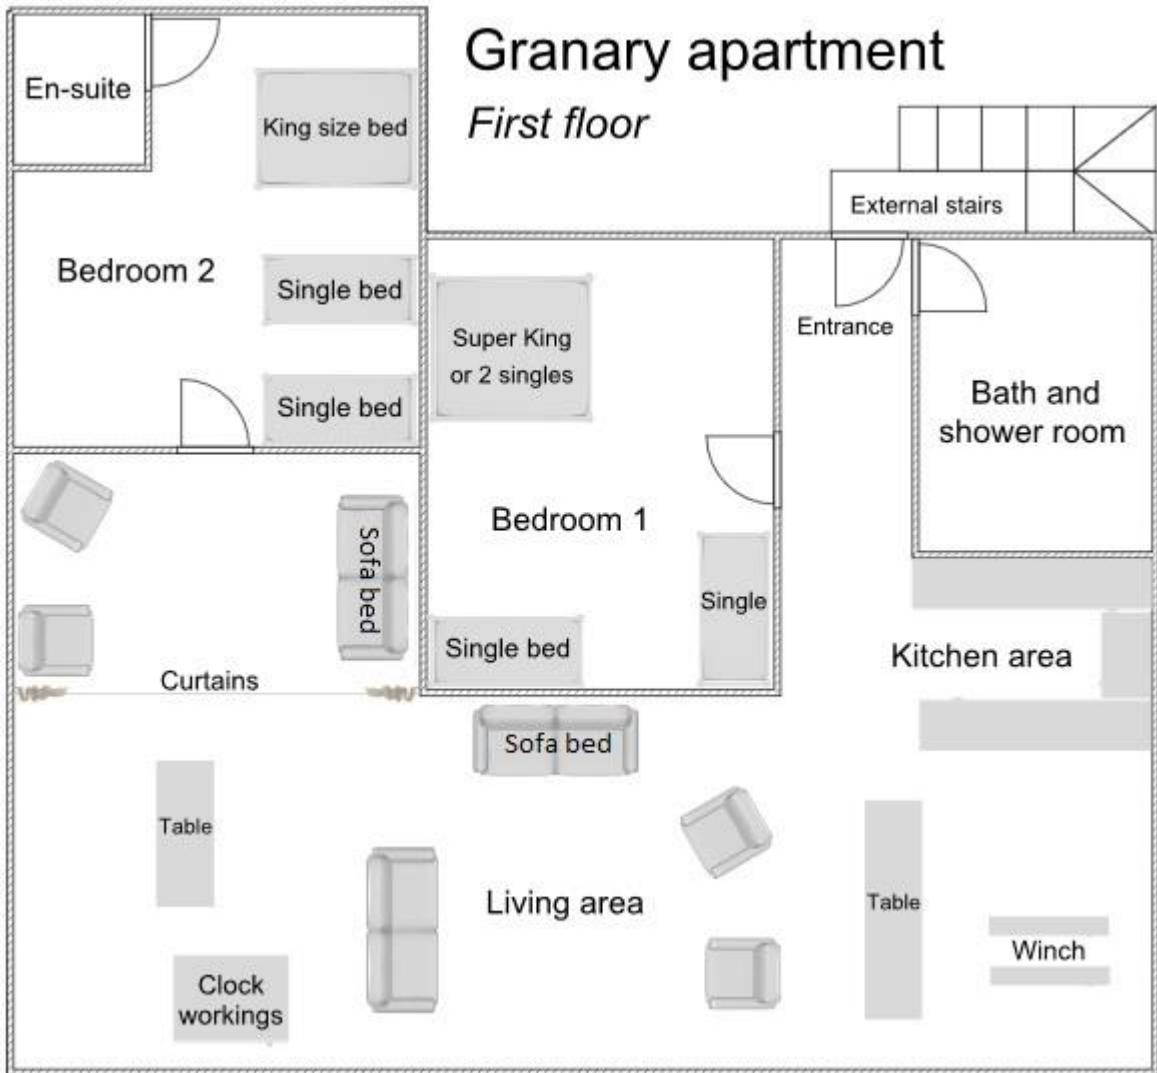 Granary apartment
First floor
En-suite
King size bed
External stairs
Bedroom 2
Single bed
Super King
or 2 singles
Entrance
Single bed
Bath and
shower room
Bedroom 1
Sofa bed
Single
Single bed
Kitchen area
Curtains
Sofa bed
Table
Living area
Table
Winch
Clock
workings